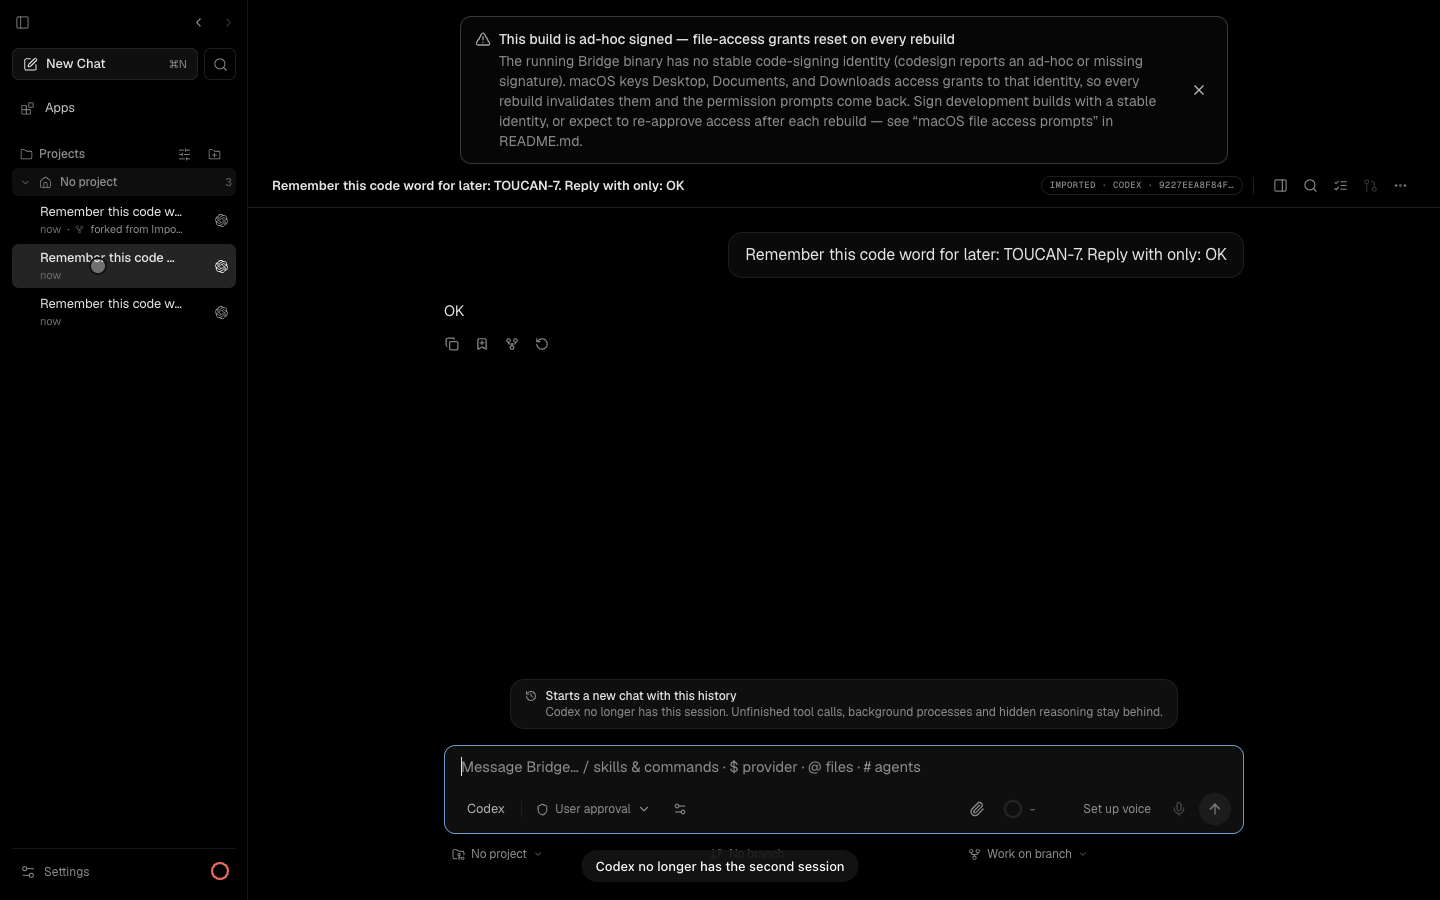 This build is ad-hoc signed — file-access grants reset on every rebuild
The running Bridge binary has no stable code-signing identity (codesign reports an ad-hoc or missing
signature). macOS keys Desktop, Documents, and Downloads access grants to that identity, so every
rebuild invalidates them and the permission prompts come back. Sign development builds with a stable
identity, or expect to re-approve access after each rebuild — see “macOS file access prompts” in
README.md.
New Chat ⌘N
Apps
Projects
No project 3
Remember this code w…
now · forked from Impo…
Remember this code …
now
Remember this code w…
now
Settings
Remember this code word for later: TOUCAN-7. Reply with only: OK
IMPORTED · CODEX · 9227EEA8F84F…
Remember this code word for later: TOUCAN-7. Reply with only: OK
OK
Starts a new chat with this history
Codex no longer has this session. Unfinished tool calls, background processes and hidden reasoning stay behind.
Message Bridge… / skills & commands · $ provider · @ files · # agents
Codex User approval – Set up voice
No project No branch Work on branch
Codex no longer has the second session